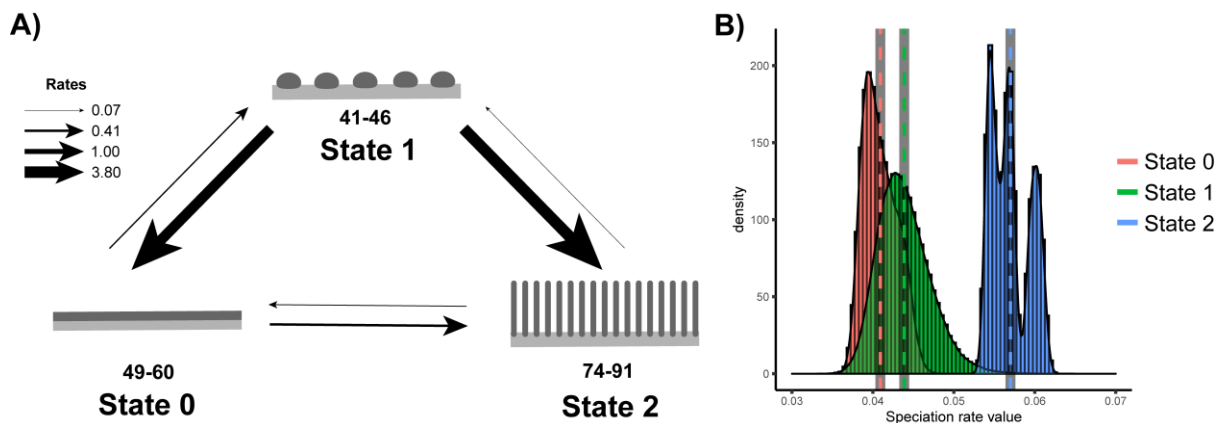 A)
Rates
0.07
0.41
1.00
3.80
41-46
State 1
49-60
State 0
74-91
State 2
B)
density
200
150
100
50
0
0.03 0.04 0.05 0.06 0.07
Speciation rate value
State 0
State 1
State 2